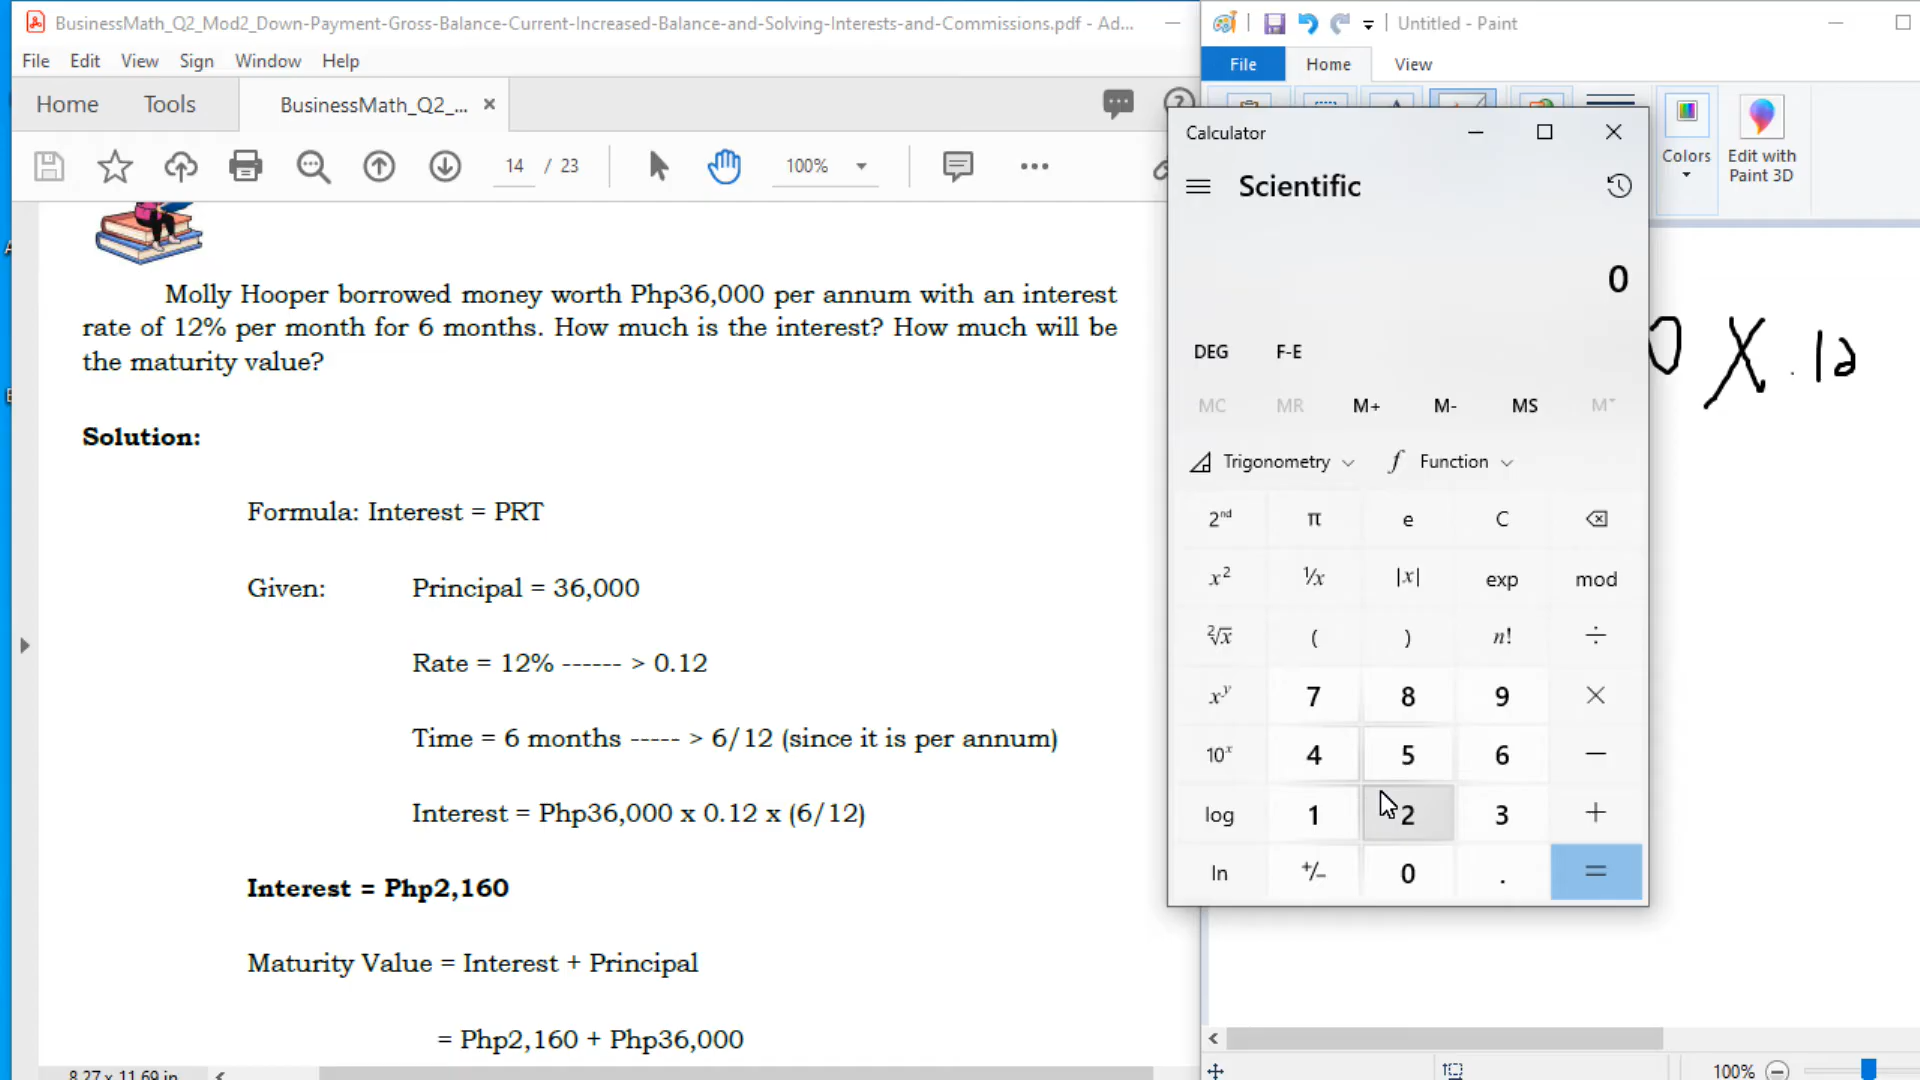 BusinessMath_Q2_Mod2_Down-Payment-Gross-Balance-Current-Increased-Balance-and-Solving-Interests-and-Commissions.pdf - Ad...
File Edit View Sign Window Help
Home Tools BusinessMath_Q2_... ×
14 / 23 100%
Molly Hooper borrowed money worth Php36,000 per annum with an interest
rate of 12% per month for 6 months. How much is the interest? How much will be
the maturity value?
Solution:
Formula: Interest = PRT
Given: Principal = 36,000
Rate = 12% ------ > 0.12
Time = 6 months ----- > 6/12 (since it is per annum)
Interest = Php36,000 x 0.12 x (6/12)
Interest = Php2,160
Maturity Value = Interest + Principal
= Php2,160 + Php36,000
8.27 x 11.69 in
Untitled - Paint
File Home View
Colors
Edit with
Paint 3D
Calculator
Scientific
0
DEG F-E
MC MR M+ M- MS M˅
Trigonometry Function
2ⁿᵈ π e C
x² ¹/x |x| exp mod
²√x ( ) n! ÷
xʸ 7 8 9 ×
10ˣ 4 5 6 −
log 1 2 3 +
ln +/− 0 . =
0 X .12
100%